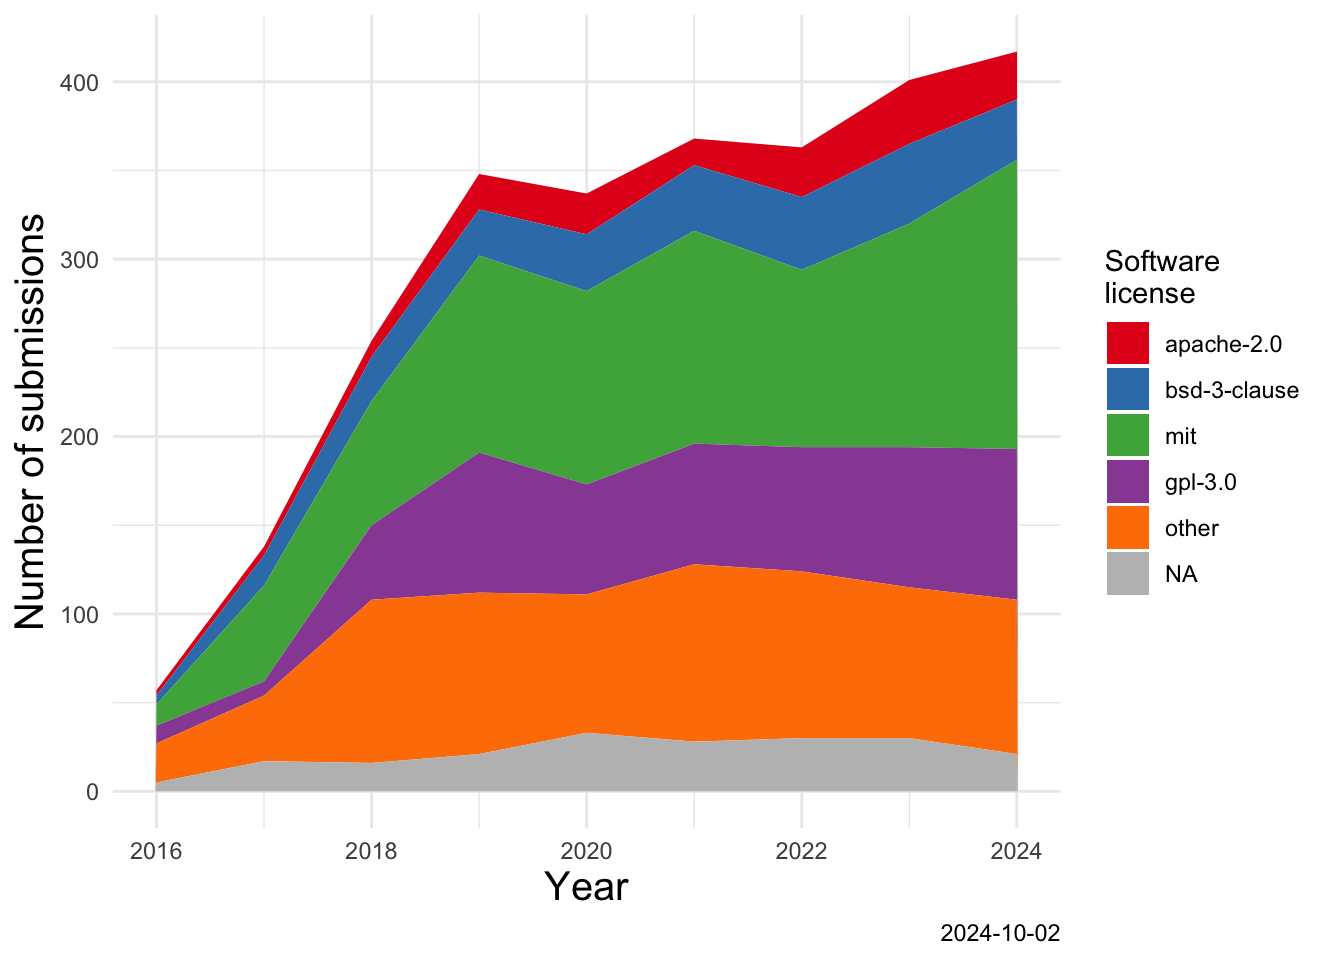 400
300
200
100
0
Number of submissions
2016
2018
2020
2022
2024
Year
2024-10-02
Software
license
apache-2.0
bsd-3-clause
mit
gpl-3.0
other
NA